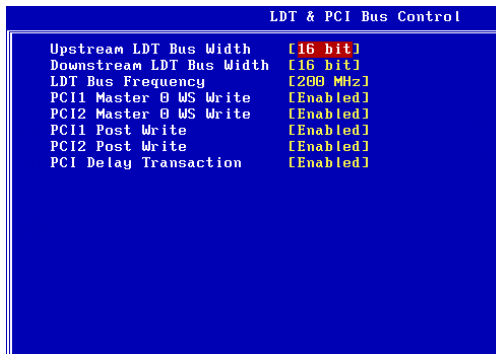 LDT & PCI Bus Control
Upstream LDT Bus Width [16 bit]
Downstream LDT Bus Width [16 bit]
LDT Bus Frequency [200 MHz]
PCI1 Master 0 WS Write [Enabled]
PCI2 Master 0 WS Write [Enabled]
PCI1 Post Write [Enabled]
PCI2 Post Write [Enabled]
PCI Delay Transaction [Enabled]